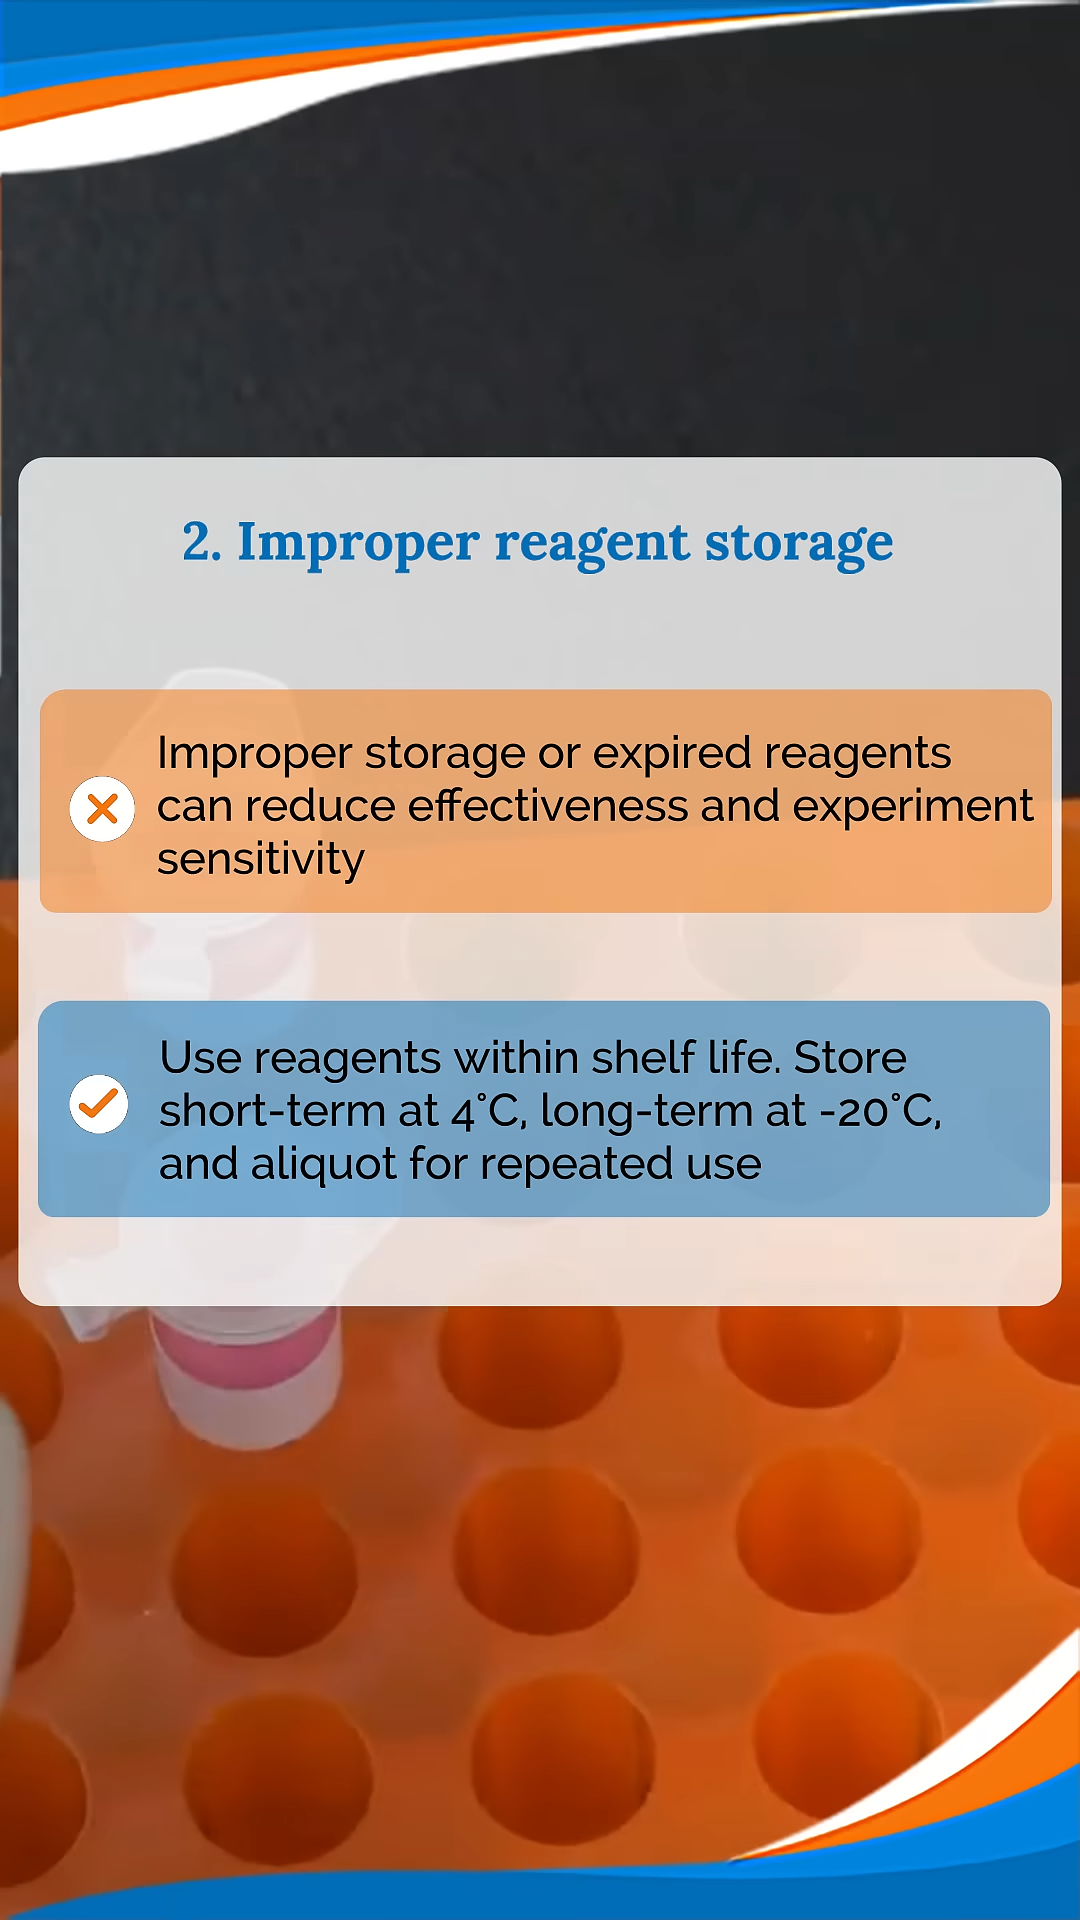 2. Improper reagent storage
Improper storage or expired reagents
can reduce effectiveness and experiment
sensitivity
Use reagents within shelf life. Store
short-term at 4°C, long-term at -20°C,
and aliquot for repeated use